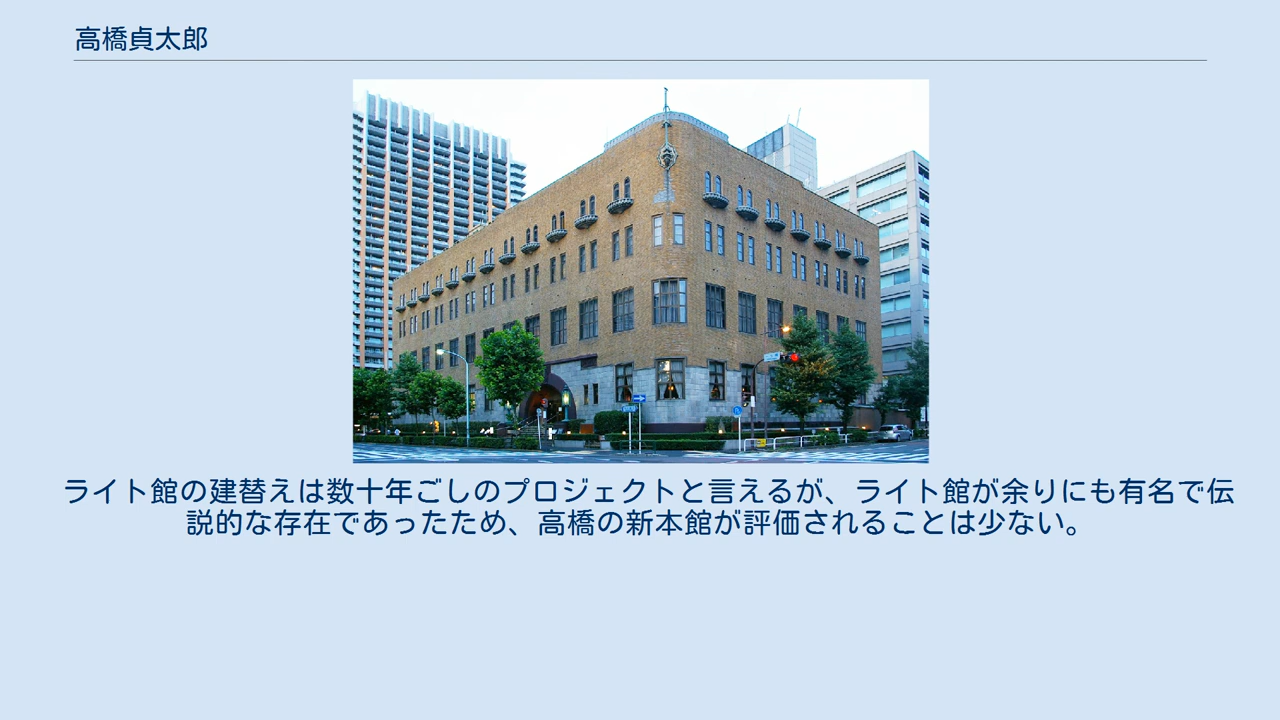 高橋貞太郎
ライト館の建替えは数十年ごしのプロジェクトと言えるが、ライト館が余りにも有名で伝
説的な存在であったため、高橋の新本館が評価されることは少ない。